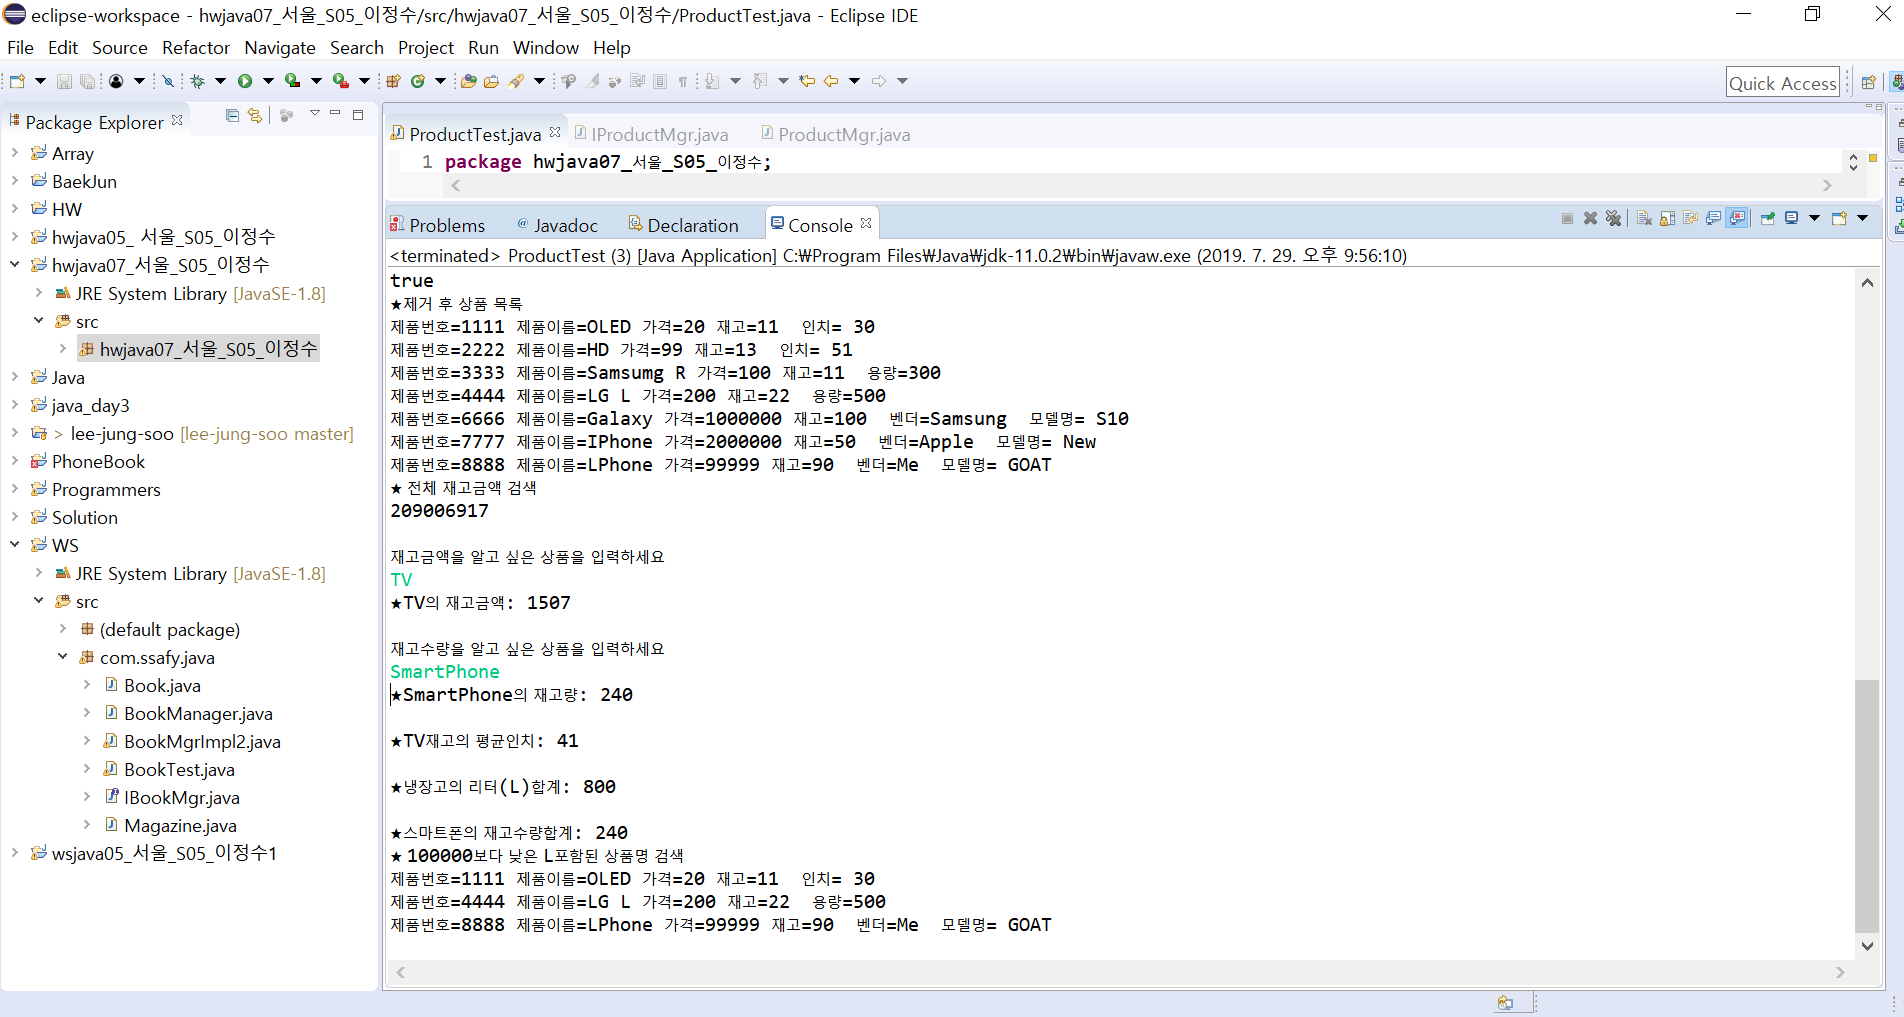 eclipse-workspace - hwjava07_서울_S05_이정수/src/hwjava07_서울_S05_이정수/ProductTest.java - Eclipse IDE
File Edit Source Refactor Navigate Search Project Run Window Help
Quick Access
Package Explorer
Array
BaekJun
HW
hwjava05_ 서울_S05_이정수
hwjava07_서울_S05_이정수
JRE System Library [JavaSE-1.8]
src
hwjava07_서울_S05_이정수
Java
java_day3
> lee-jung-soo [lee-jung-soo master]
PhoneBook
Programmers
Solution
WS
JRE System Library [JavaSE-1.8]
src
(default package)
com.ssafy.java
Book.java
BookManager.java
BookMgrImpl2.java
BookTest.java
IBookMgr.java
Magazine.java
wsjava05_서울_S05_이정수1
ProductTest.java IProductMgr.java ProductMgr.java
1 package hwjava07_서울_S05_이정수;
Problems Javadoc Declaration Console
<terminated> ProductTest (3) [Java Application] C:₩Program Files₩Java₩jdk-11.0.2₩bin₩javaw.exe (2019. 7. 29. 오후 9:56:10)
true
★제거 후 상품 목록
제품번호=1111 제품이름=OLED 가격=20 재고=11 인치= 30
제품번호=2222 제품이름=HD 가격=99 재고=13 인치= 51
제품번호=3333 제품이름=Samsumg R 가격=100 재고=11 용량=300
제품번호=4444 제품이름=LG L 가격=200 재고=22 용량=500
제품번호=6666 제품이름=Galaxy 가격=1000000 재고=100 벤더=Samsung 모델명= S10
제품번호=7777 제품이름=IPhone 가격=2000000 재고=50 벤더=Apple 모델명= New
제품번호=8888 제품이름=LPhone 가격=99999 재고=90 벤더=Me 모델명= GOAT
★ 전체 재고금액 검색
209006917
재고금액을 알고 싶은 상품을 입력하세요
TV
★TV의 재고금액: 1507
재고수량을 알고 싶은 상품을 입력하세요
SmartPhone
★SmartPhone의 재고량: 240
★TV재고의 평균인치: 41
★냉장고의 리터(L)합계: 800
★스마트폰의 재고수량합계: 240
★ 100000보다 낮은 L포함된 상품명 검색
제품번호=1111 제품이름=OLED 가격=20 재고=11 인치= 30
제품번호=4444 제품이름=LG L 가격=200 재고=22 용량=500
제품번호=8888 제품이름=LPhone 가격=99999 재고=90 벤더=Me 모델명= GOAT